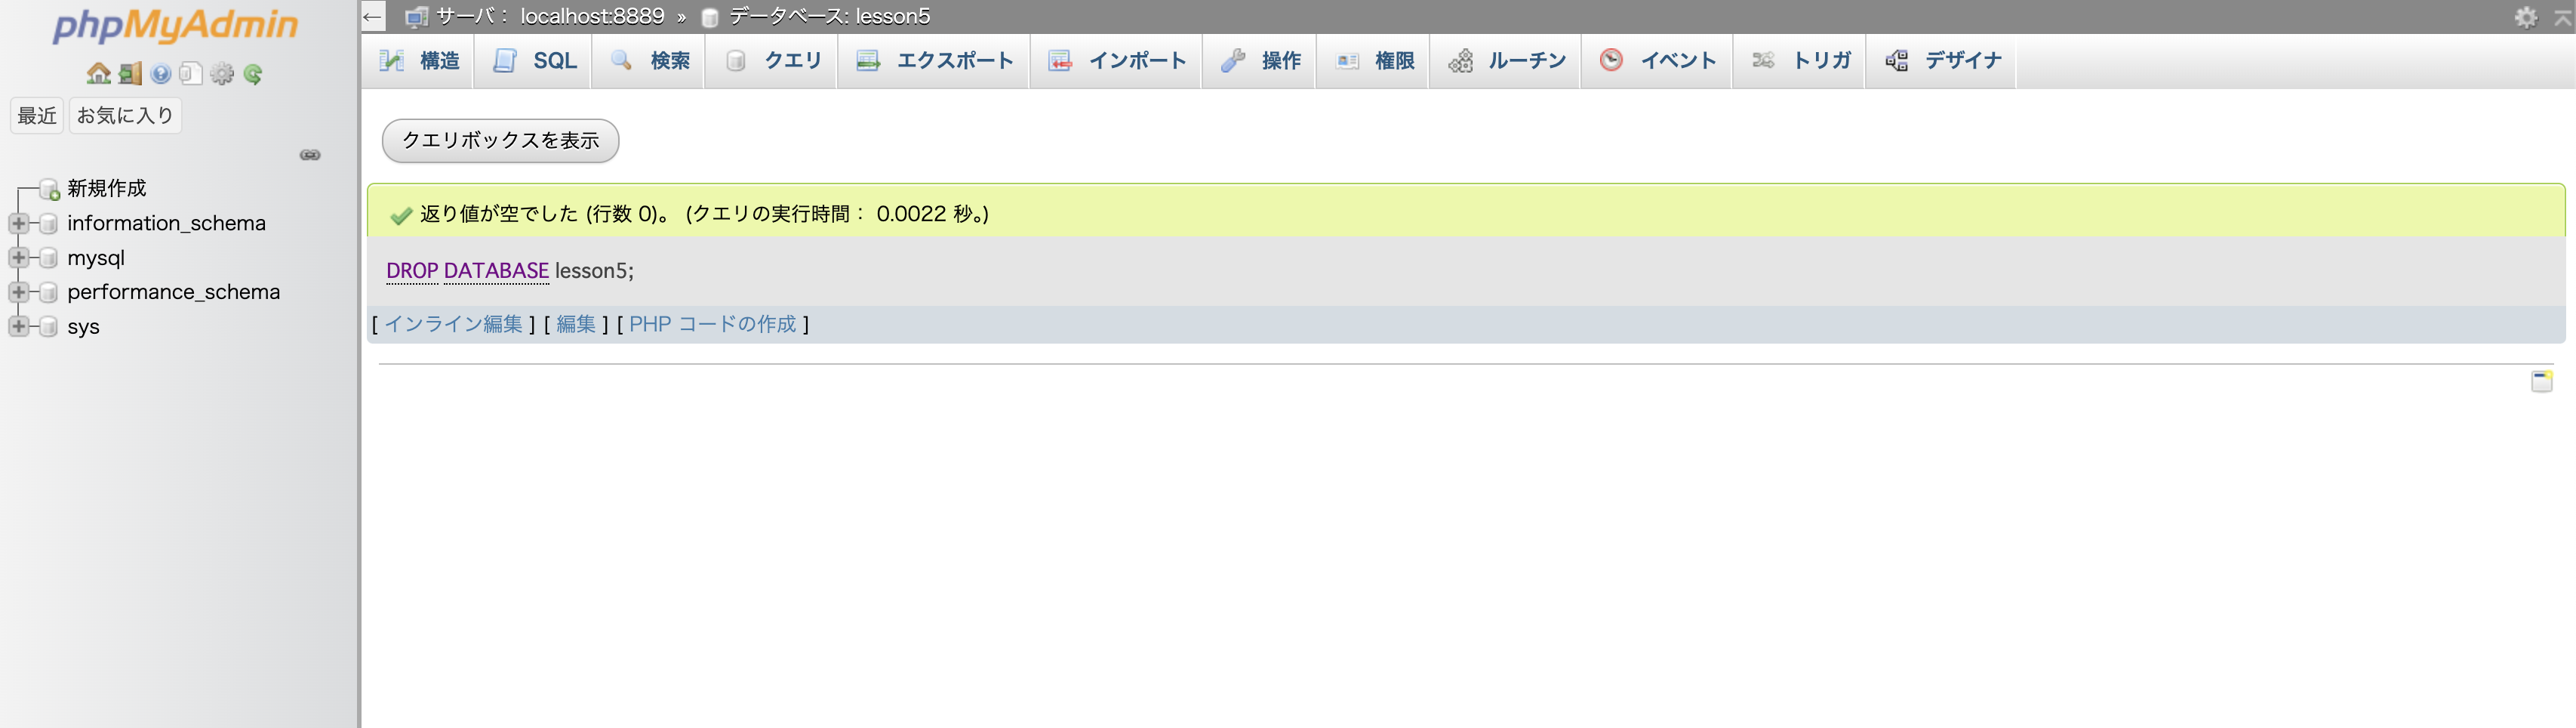 phpMyAdmin
最近 お気に入り
新規作成
information_schema
mysql
performance_schema
sys
← サーバ： localhost:8889 » データベース: lesson5
構造 SQL 検索 クエリ エクスポート インポート 操作 権限 ルーチン イベント トリガ デザイナ
クエリボックスを表示
返り値が空でした (行数 0)。 (クエリの実行時間： 0.0022 秒。)
DROP DATABASE lesson5;
[ インライン編集 ] [ 編集 ] [ PHP コードの作成 ]